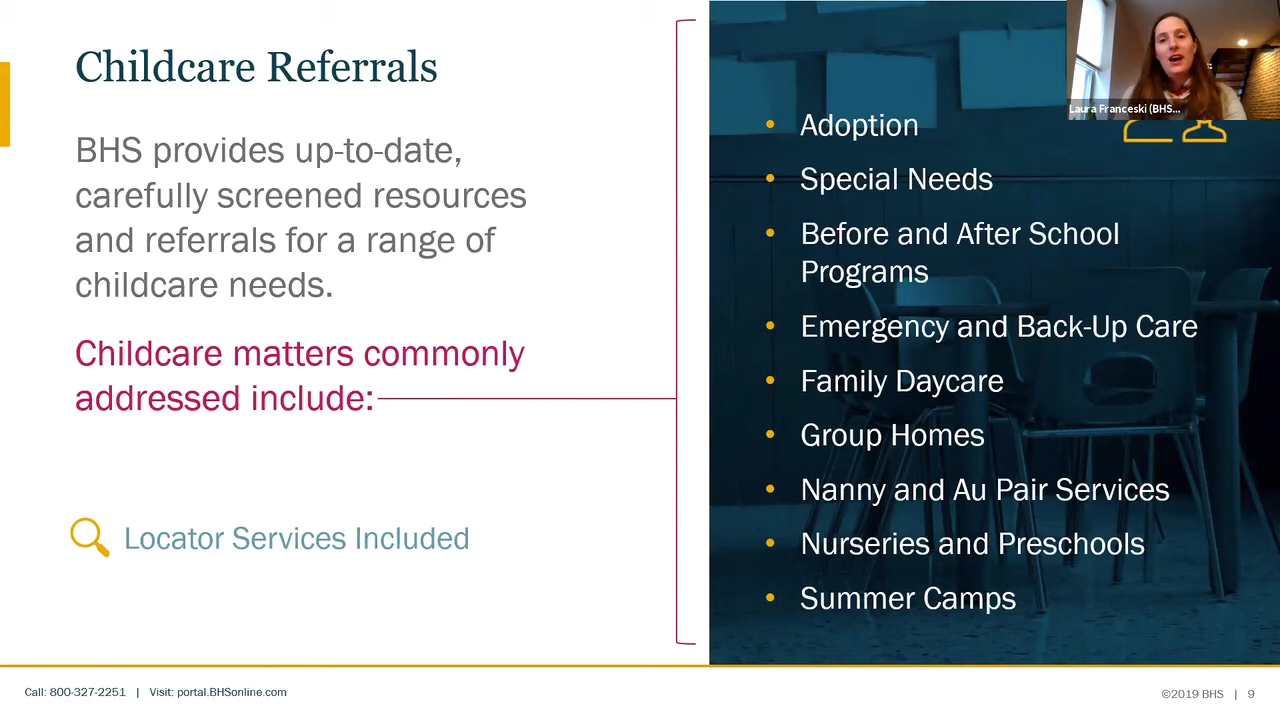 Childcare Referrals
BHS provides up-to-date,
carefully screened resources
and referrals for a range of
childcare needs.
Childcare matters commonly
addressed include:
Locator Services Included
Laura Franceski (BHS...
• Adoption
• Special Needs
• Before and After School
Programs
• Emergency and Back-Up Care
• Family Daycare
• Group Homes
• Nanny and Au Pair Services
• Nurseries and Preschools
• Summer Camps
Call: 800-327-2251 | Visit: portal.BHSonline.com
©2019 BHS | 9